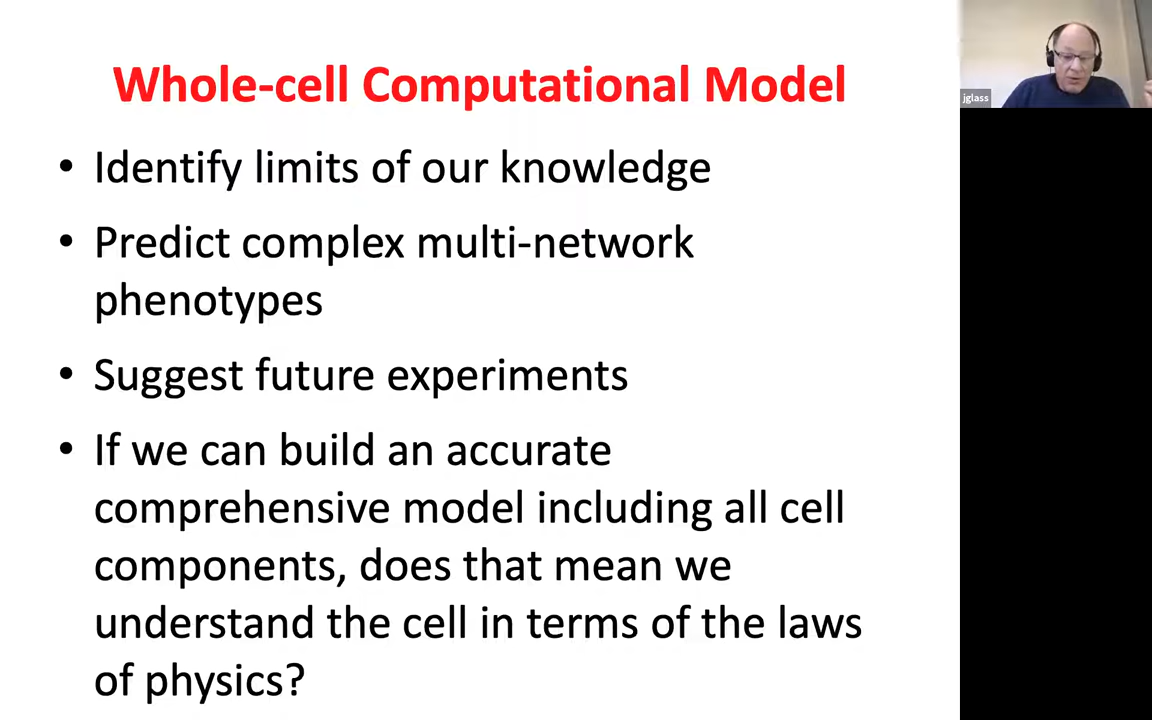 Whole-cell Computational Model
• Identify limits of our knowledge
• Predict complex multi-network
phenotypes
• Suggest future experiments
• If we can build an accurate
comprehensive model including all cell
components, does that mean we
understand the cell in terms of the laws
of physics?
jglass